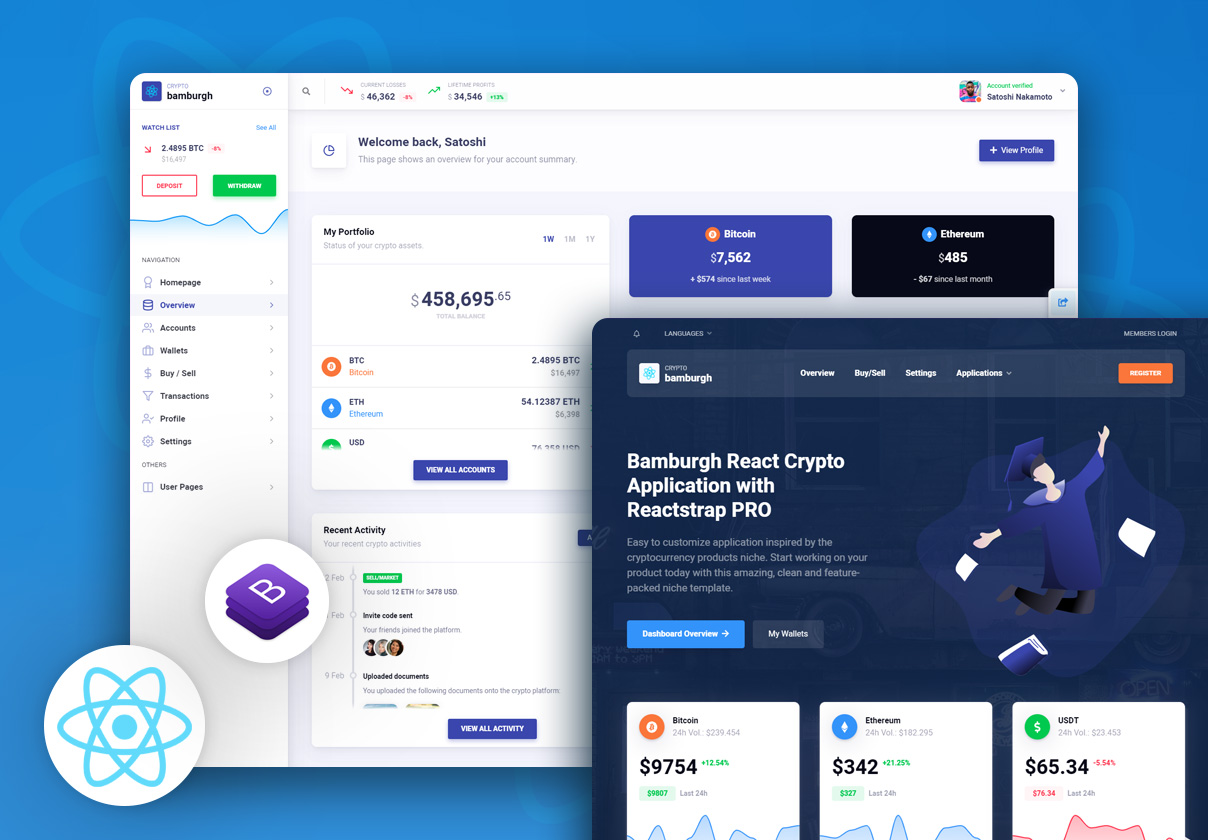 CRYPTO
bamburgh
CURRENT LOSSES
$ 46,362 -8%
LIFETIME PROFITS
$ 34,546 +13%
Account verified
Satoshi Nakamoto
WATCH LIST See All
2.4895 BTC -8%
$16,497
DEPOSIT WITHDRAW
NAVIGATION
Homepage
Overview
Accounts
Wallets
Buy / Sell
Transactions
Profile
Settings
OTHERS
User Pages
Welcome back, Satoshi
This page shows an overview for your account summary.
+ View Profile
My Portfolio
Status of your crypto assets.
1W 1M 1Y
$ 458,695.65
TOTAL BALANCE
BTC 2.4895 BTC
Bitcoin $16,497
ETH 54.12387 ETH
Ethereum $6,398
USD 76,358 USD
VIEW ALL ACCOUNTS
Bitcoin
$7,562
+ $574 since last week
Ethereum
$485
- $67 since last month
Recent Activity
Your recent crypto activities
2 Feb SELL/MARKET
You sold 12 ETH for 3478 USD.
Feb Invite code sent
Your friends joined the platform.
9 Feb Uploaded documents
You uploaded the following documents onto the crypto platform:
VIEW ALL ACTIVITY
B
LANGUAGES MEMBERS LOGIN
CRYPTO
bamburgh
Overview Buy/Sell Settings Applications
REGISTER
Bamburgh React Crypto
Application with
Reactstrap PRO
Easy to customize application inspired by the
cryptocurrency products niche. Start working on your
product today with this amazing, clean and feature-
packed niche template.
Dashboard Overview → My Wallets
OPEN
Bitcoin
24h Vol.: $239.454
$9754 +12.54%
$9807 Last 24h
Ethereum
24h Vol.: $182.295
$342 +21.25%
$327 Last 24h
USDT
24h Vol.: $23.453
$65.34 -5.54%
$76.34 Last 24h